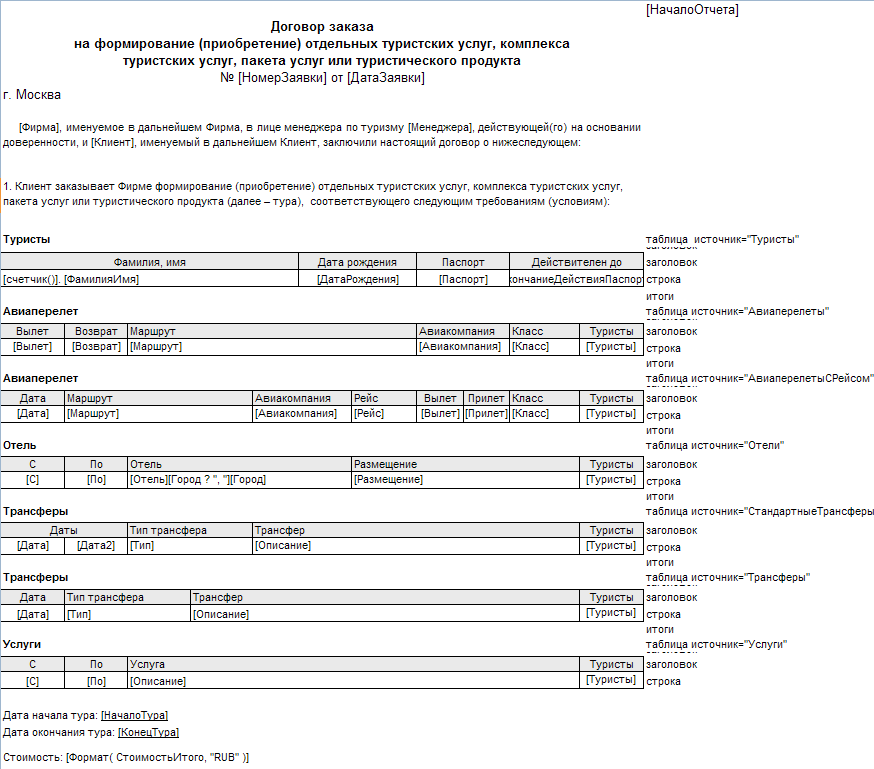 [НачалоОтчета]
Договор заказа
на формирование (приобретение) отдельных туристских услуг, комплекса
туристских услуг, пакета услуг или туристического продукта
№ [НомерЗаявки] от [ДатаЗаявки]
г. Москва
[Фирма], именуемое в дальнейшем Фирма, в лице менеджера по туризму [Менеджера], действующей(го) на основании
доверенности, и [Клиент], именуемый в дальнейшем Клиент, заключили настоящий договор о нижеследующем:
1. Клиент заказывает Фирме формирование (приобретение) отдельных туристских услуг, комплекса туристских услуг,
пакета услуг или туристического продукта (далее – тура), соответствующего следующим требованиям (условиям):
Туристы таблица источник="Туристы"
Фамилия, имя Дата рождения Паспорт Действителен до заголовок
[счетчик()]. [ФамилияИмя] [ДатаРождения] [Паспорт] кончаниеДействияПаспорт строка
итоги
Авиаперелет таблица источник="Авиаперелеты"
Вылет Возврат Маршрут Авиакомпания Класс Туристы заголовок
[Вылет] [Возврат] [Маршрут] [Авиакомпания] [Класс] [Туристы] строка
итоги
Авиаперелет таблица источник="АвиаперелетыСРейсом"
Дата Маршрут Авиакомпания Рейс Вылет Прилет Класс Туристы заголовок
[Дата] [Маршрут] [Авиакомпания] [Рейс] [Вылет] [Прилет] [Класс] [Туристы] строка
итоги
Отель таблица источник="Отели"
С По Отель Размещение Туристы заголовок
[С] [По] [Отель][Город ? ", "][Город] [Размещение] [Туристы] строка
итоги
Трансферы таблица источник="СтандартныеТрансферы
Даты Тип трансфера Трансфер Туристы заголовок
[Дата] [Дата2] [Тип] [Описание] [Туристы] строка
итоги
Трансферы таблица источник="Трансферы"
Дата Тип трансфера Трансфер Туристы заголовок
[Дата] [Тип] [Описание] [Туристы] строка
итоги
Услуги таблица источник="Услуги"
С По Услуга Туристы заголовок
[С] [По] [Описание] [Туристы] строка
Дата начала тура: [НачалоТура]
Дата окончания тура: [КонецТура]
Стоимость: [Формат( СтоимостьИтого, "RUB" )]